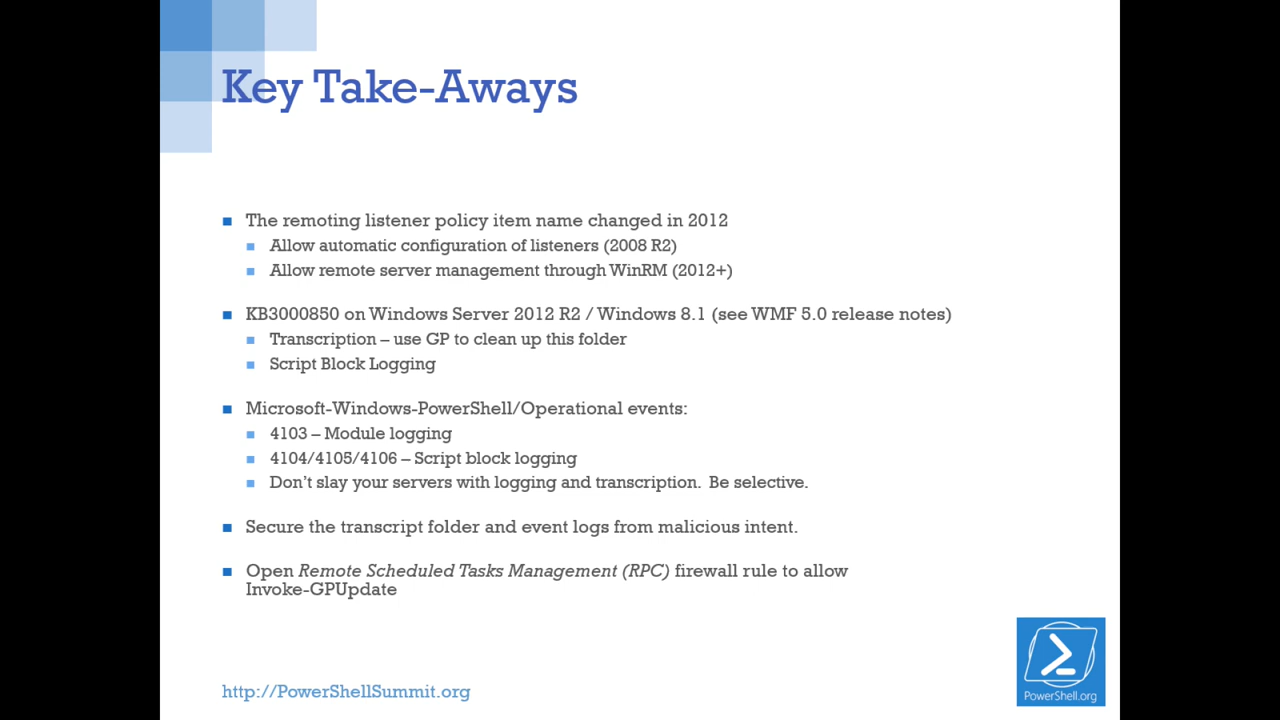 Key Take-Aways
The remoting listener policy item name changed in 2012
Allow automatic configuration of listeners (2008 R2)
Allow remote server management through WinRM (2012+)
KB3000850 on Windows Server 2012 R2 / Windows 8.1 (see WMF 5.0 release notes)
Transcription – use GP to clean up this folder
Script Block Logging
Microsoft-Windows-PowerShell/Operational events:
4103 – Module logging
4104/4105/4106 – Script block logging
Don't slay your servers with logging and transcription.  Be selective.
Secure the transcript folder and event logs from malicious intent.
Open Remote Scheduled Tasks Management (RPC) firewall rule to allow
Invoke-GPUpdate
http://PowerShellSummit.org
PowerShell.org